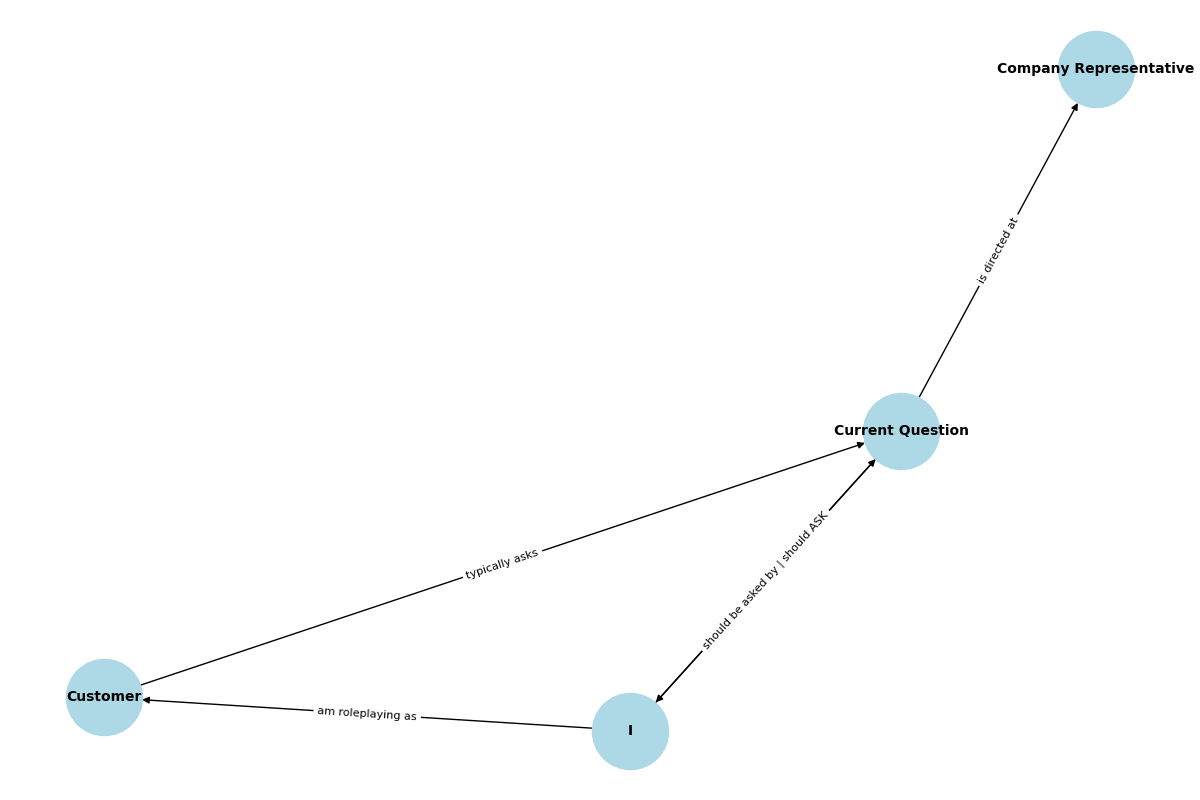 Company Representative
is directed at
Current Question
typically asks
should be asked by | should ASK
Customer
am roleplaying as
I